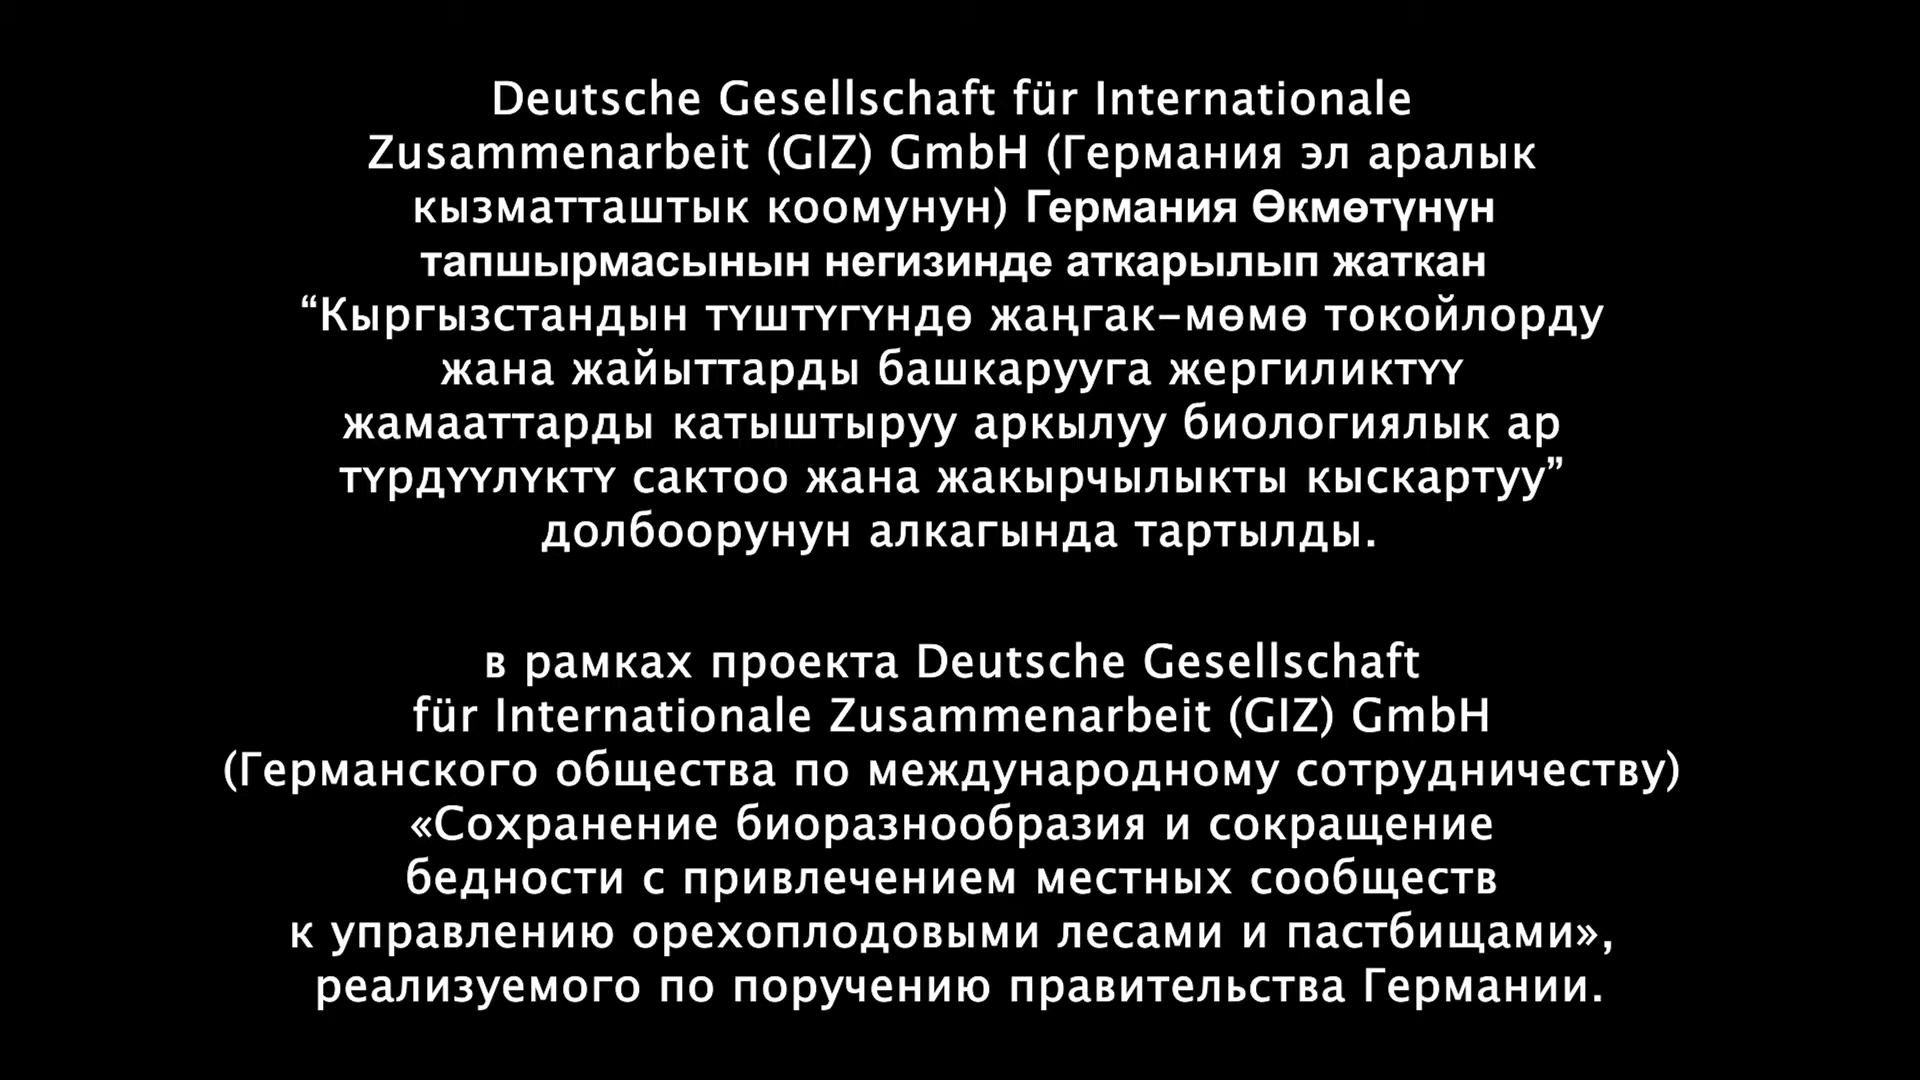 Deutsche Gesellschaft für Internationale
Zusammenarbeit (GIZ) GmbH (Германия эл аралык
кызматташтык коомунун) Германия Өкмөтүнүн
тапшырмасынын негизинде аткарылып жаткан
“Кыргызстандын түштүгүндө жаңгак-мөмө токойлорду
жана жайыттарды башкарууга жергиликтүү
жамааттарды катыштыруу аркылуу биологиялык ар
түрдүүлүктү сактоо жана жакырчылыкты кыскартуу”
долбоорунун алкагында тартылды.
в рамках проекта Deutsche Gesellschaft
für Internationale Zusammenarbeit (GIZ) GmbH
(Германского общества по международному сотрудничеству)
«Сохранение биоразнообразия и сокращение
бедности с привлечением местных сообществ
к управлению орехоплодовыми лесами и пастбищами»,
реализуемого по поручению правительства Германии.